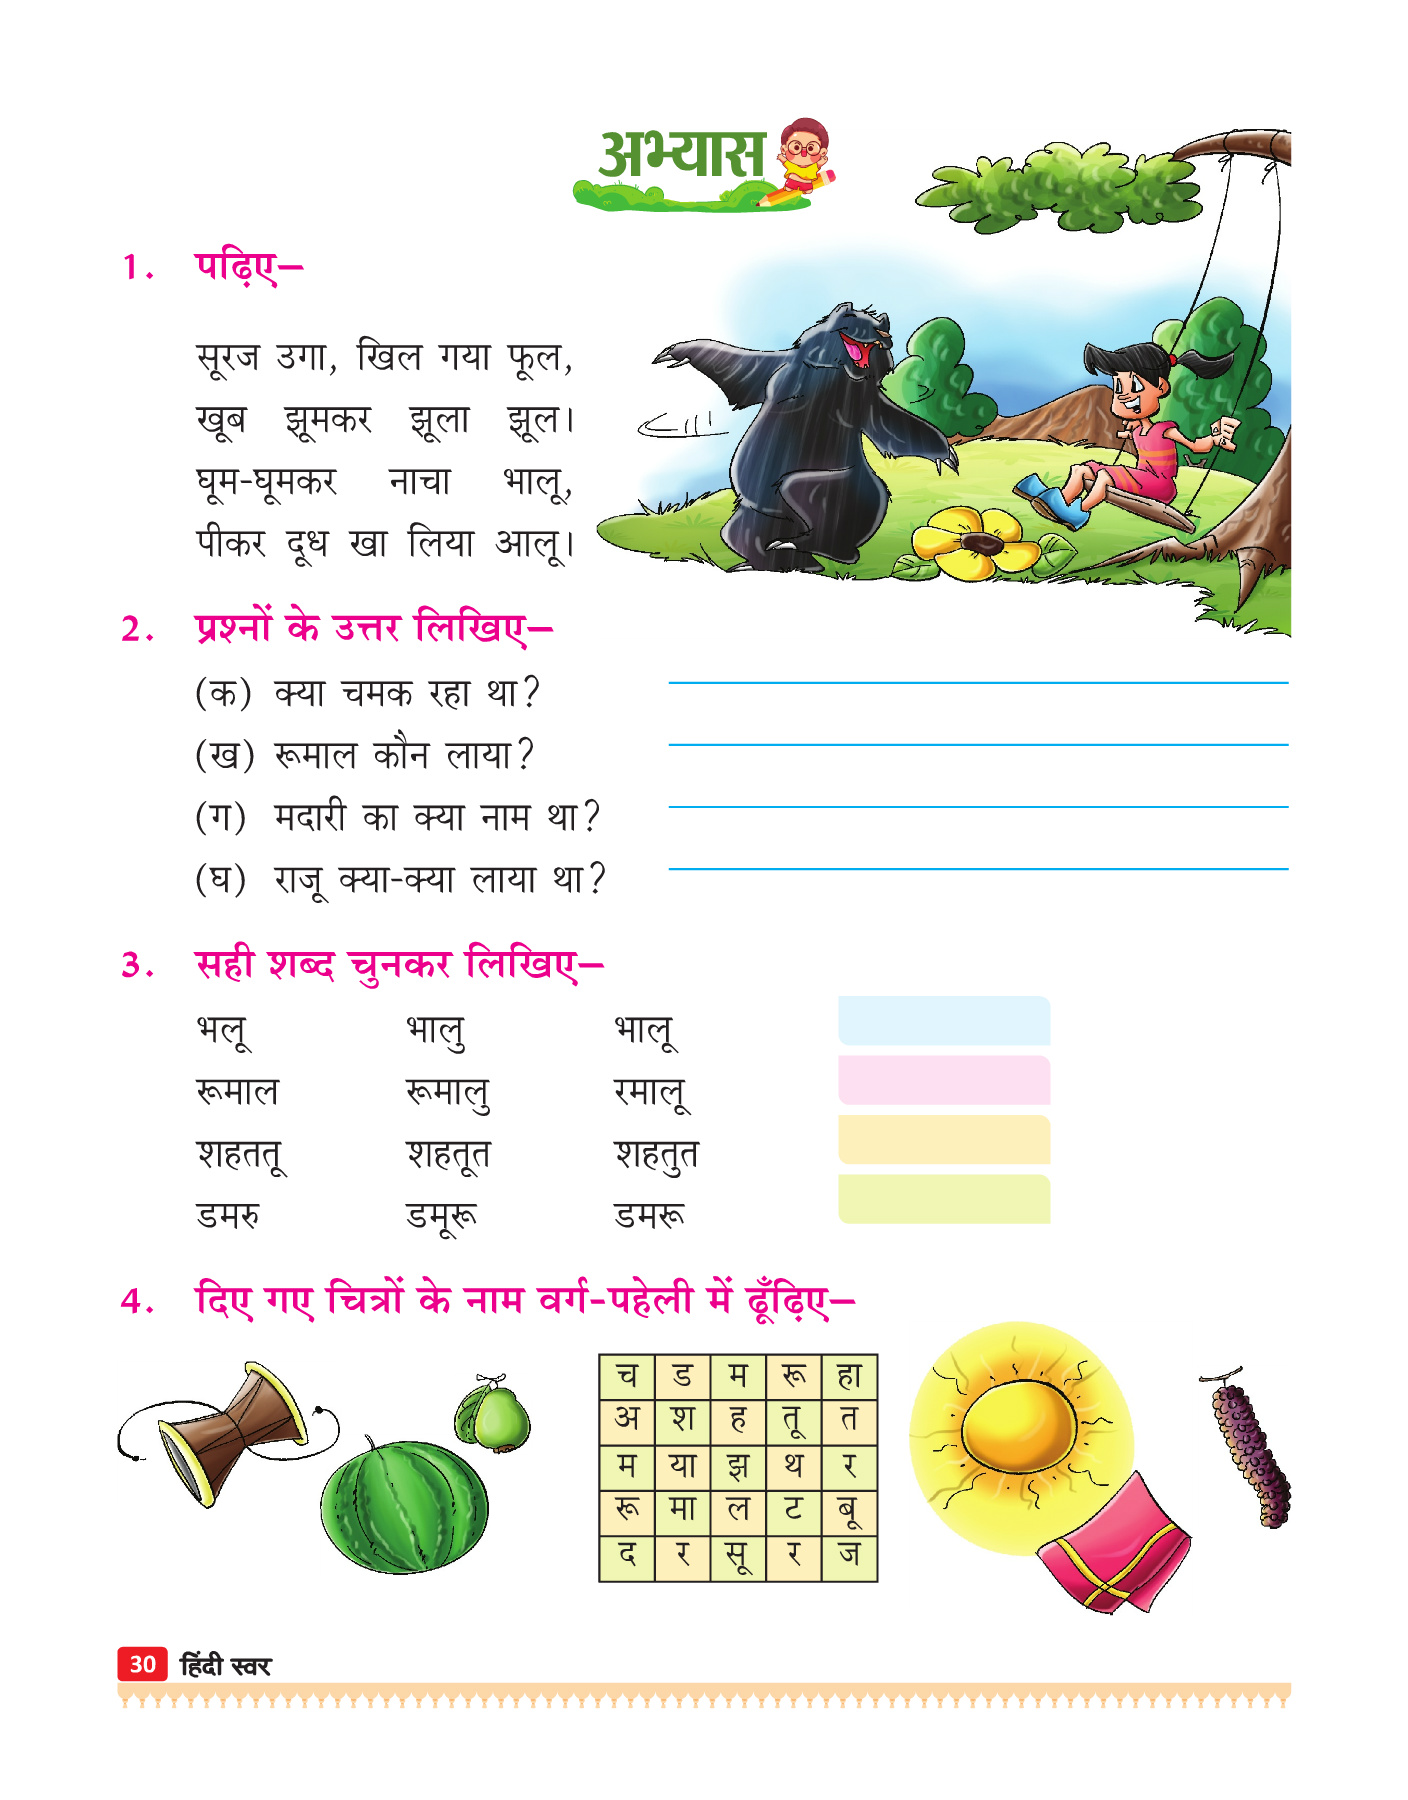 अभ्यास
1. पढ़िए–
सूरज उगा, खिल गया फूल,
खूब झूमकर झूला झूल।
घूम-घूमकर नाचा भालू,
पीकर दूध खा लिया आलू।
2. प्रश्नों के उत्तर लिखिए–
(क) क्या चमक रहा था?
(ख) रूमाल कौन लाया?
(ग) मदारी का क्या नाम था?
(घ) राजू क्या-क्या लाया था?
3. सही शब्द चुनकर लिखिए–
भलू भालु भालू
रूमाल रूमालु रमालू
शहततू शहतूत शहतुत
डमरु डमूरू डमरू
4. दिए गए चित्रों के नाम वर्ग-पहेली में ढूँढ़िए–
च ड म रू हा
अ श ह तू त
म या झ थ र
रू मा ल ट बू
द र सू र ज
30 हिंदी स्वर